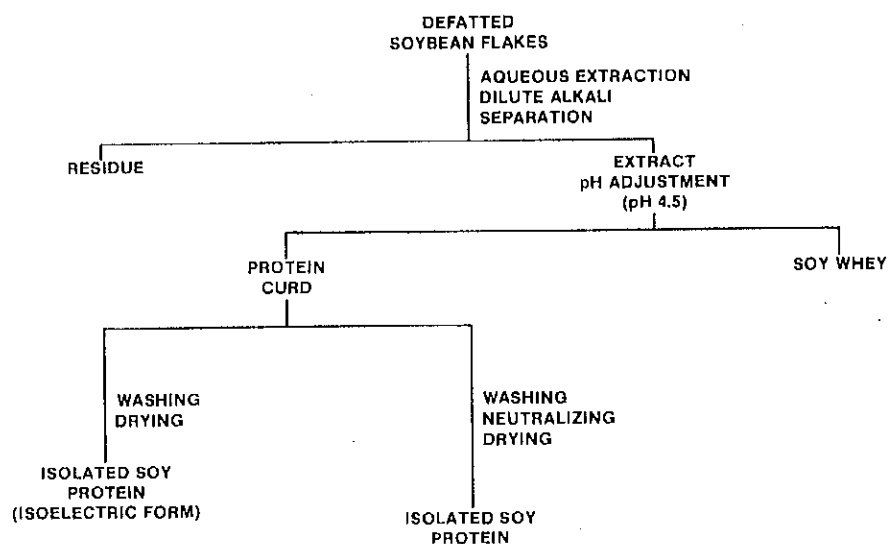 DEFATTED
SOYBEAN FLAKES
AQUEOUS EXTRACTION
DILUTE ALKALI
SEPARATION
RESIDUE
EXTRACT
pH ADJUSTMENT
(pH 4.5)
PROTEIN
CURD
SOY WHEY
WASHING
DRYING
WASHING
NEUTRALIZING
DRYING
ISOLATED SOY
PROTEIN
(ISOELECTRIC FORM)
ISOLATED SOY
PROTEIN